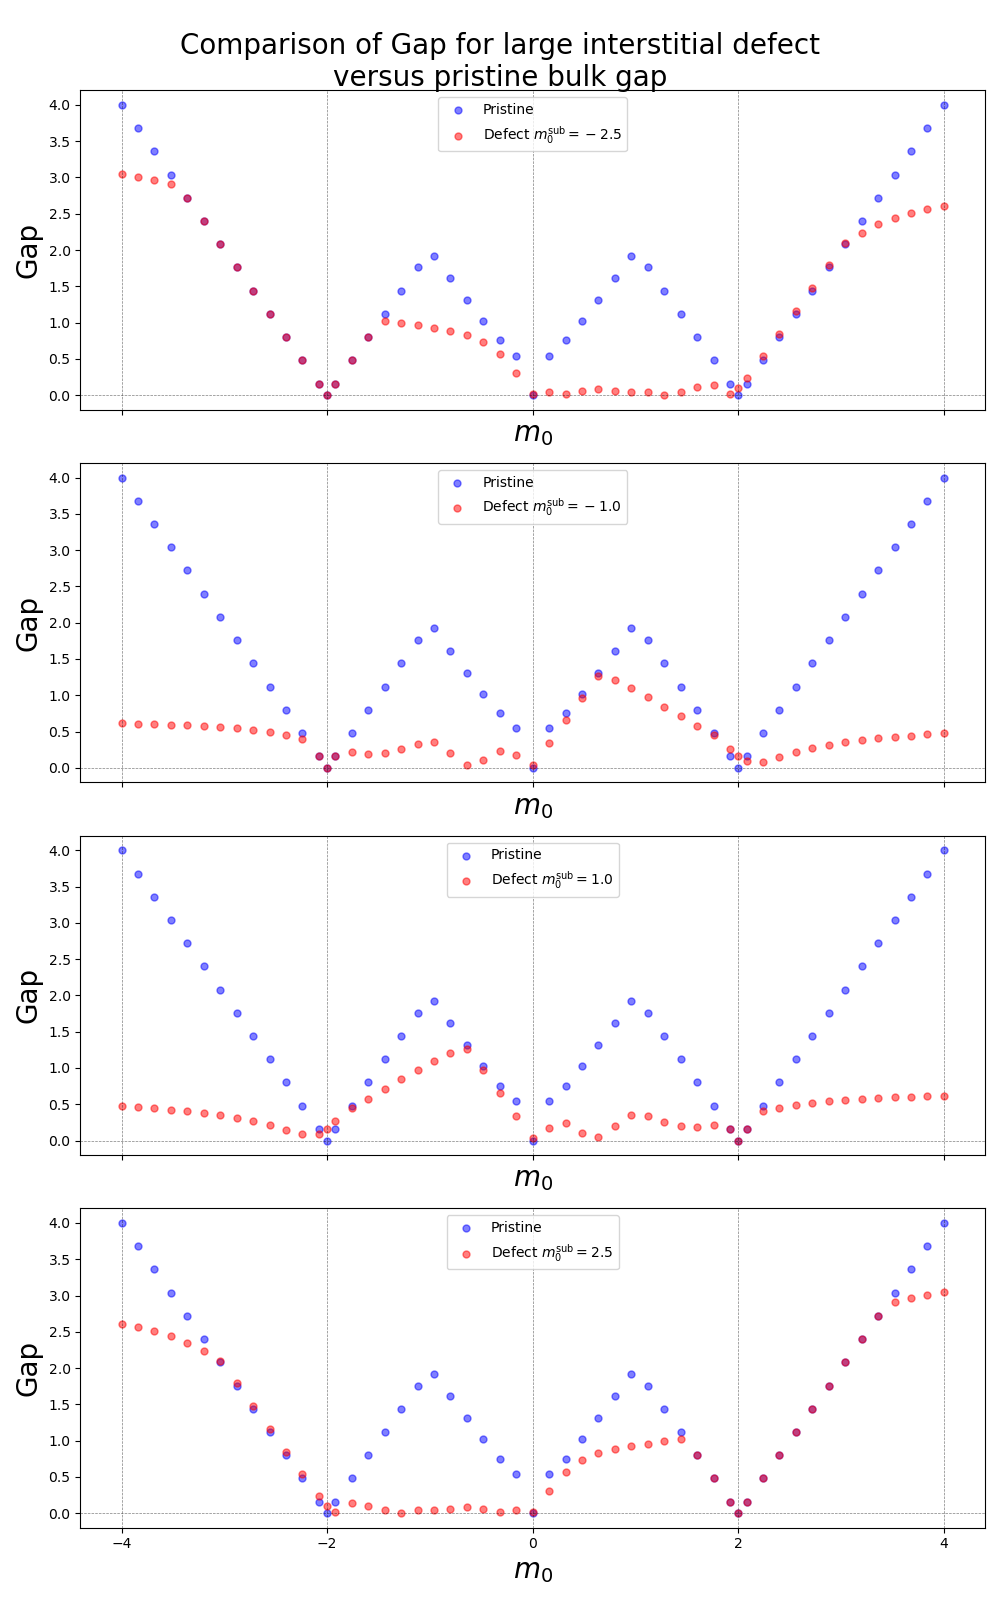 Comparison of Gap for large interstitial defect
versus pristine bulk gap
4.0
3.5
3.0
2.5
2.0
1.5
1.0
0.5
0.0
Gap
Pristine
Defect $m_0^{\mathrm{sub}} = -2.5$
$m_0$
4.0
3.5
3.0
2.5
2.0
1.5
1.0
0.5
0.0
Gap
Pristine
Defect $m_0^{\mathrm{sub}} = -1.0$
$m_0$
4.0
3.5
3.0
2.5
2.0
1.5
1.0
0.5
0.0
Gap
Pristine
Defect $m_0^{\mathrm{sub}} = 1.0$
$m_0$
4.0
3.5
3.0
2.5
2.0
1.5
1.0
0.5
0.0
Gap
Pristine
Defect $m_0^{\mathrm{sub}} = 2.5$
−4 −2 0 2 4
$m_0$